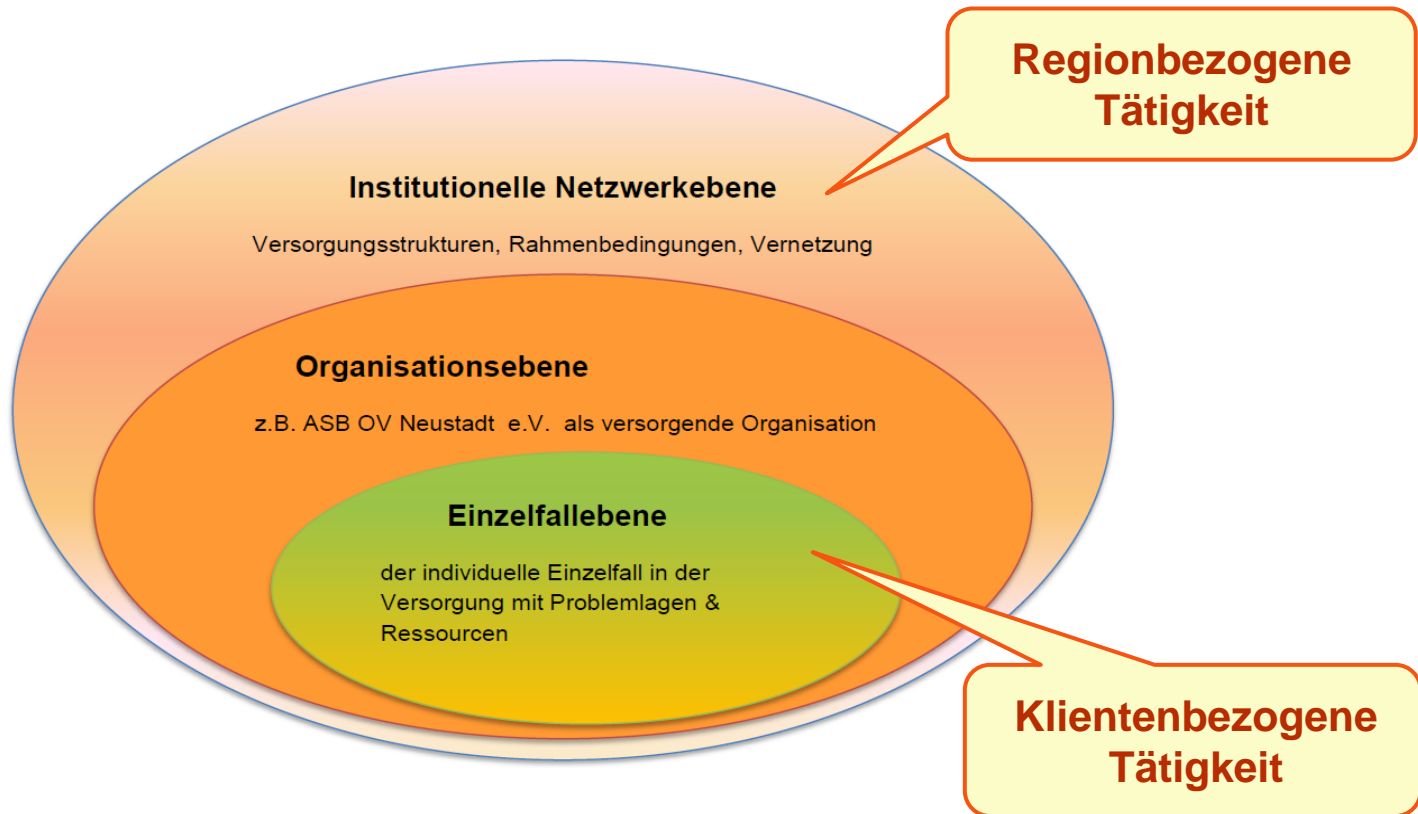 Regionbezogene
Tätigkeit
Institutionelle Netzwerkebene
Versorgungsstrukturen, Rahmenbedingungen, Vernetzung
Organisationsebene
z.B. ASB OV Neustadt e.V. als versorgende Organisation
Einzelfallebene
der individuelle Einzelfall in der
Versorgung mit Problemlagen &
Ressourcen
Klientenbezogene
Tätigkeit